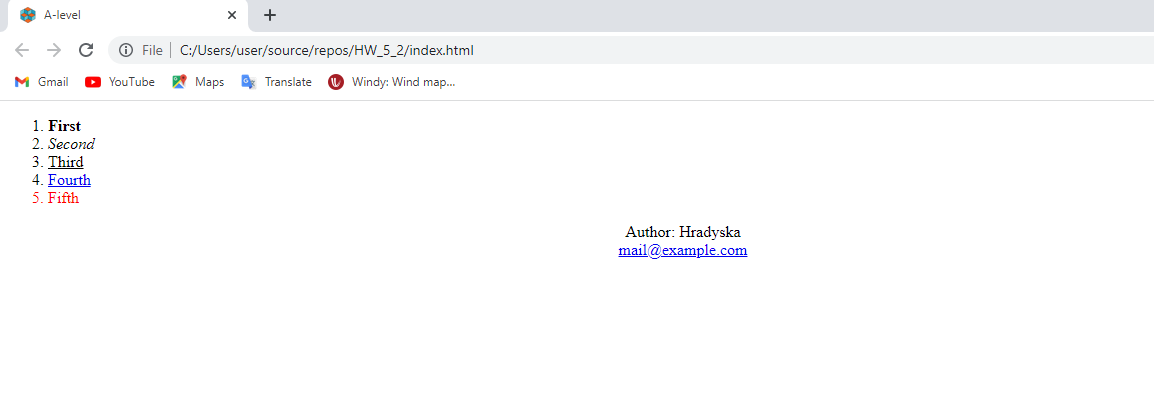 A-level
File C:/Users/user/source/repos/HW_5_2/index.html
Gmail YouTube Maps Translate Windy: Wind map...
1. First
2. Second
3. Third
4. Fourth
5. Fifth
Author: Hradyska
mail@example.com